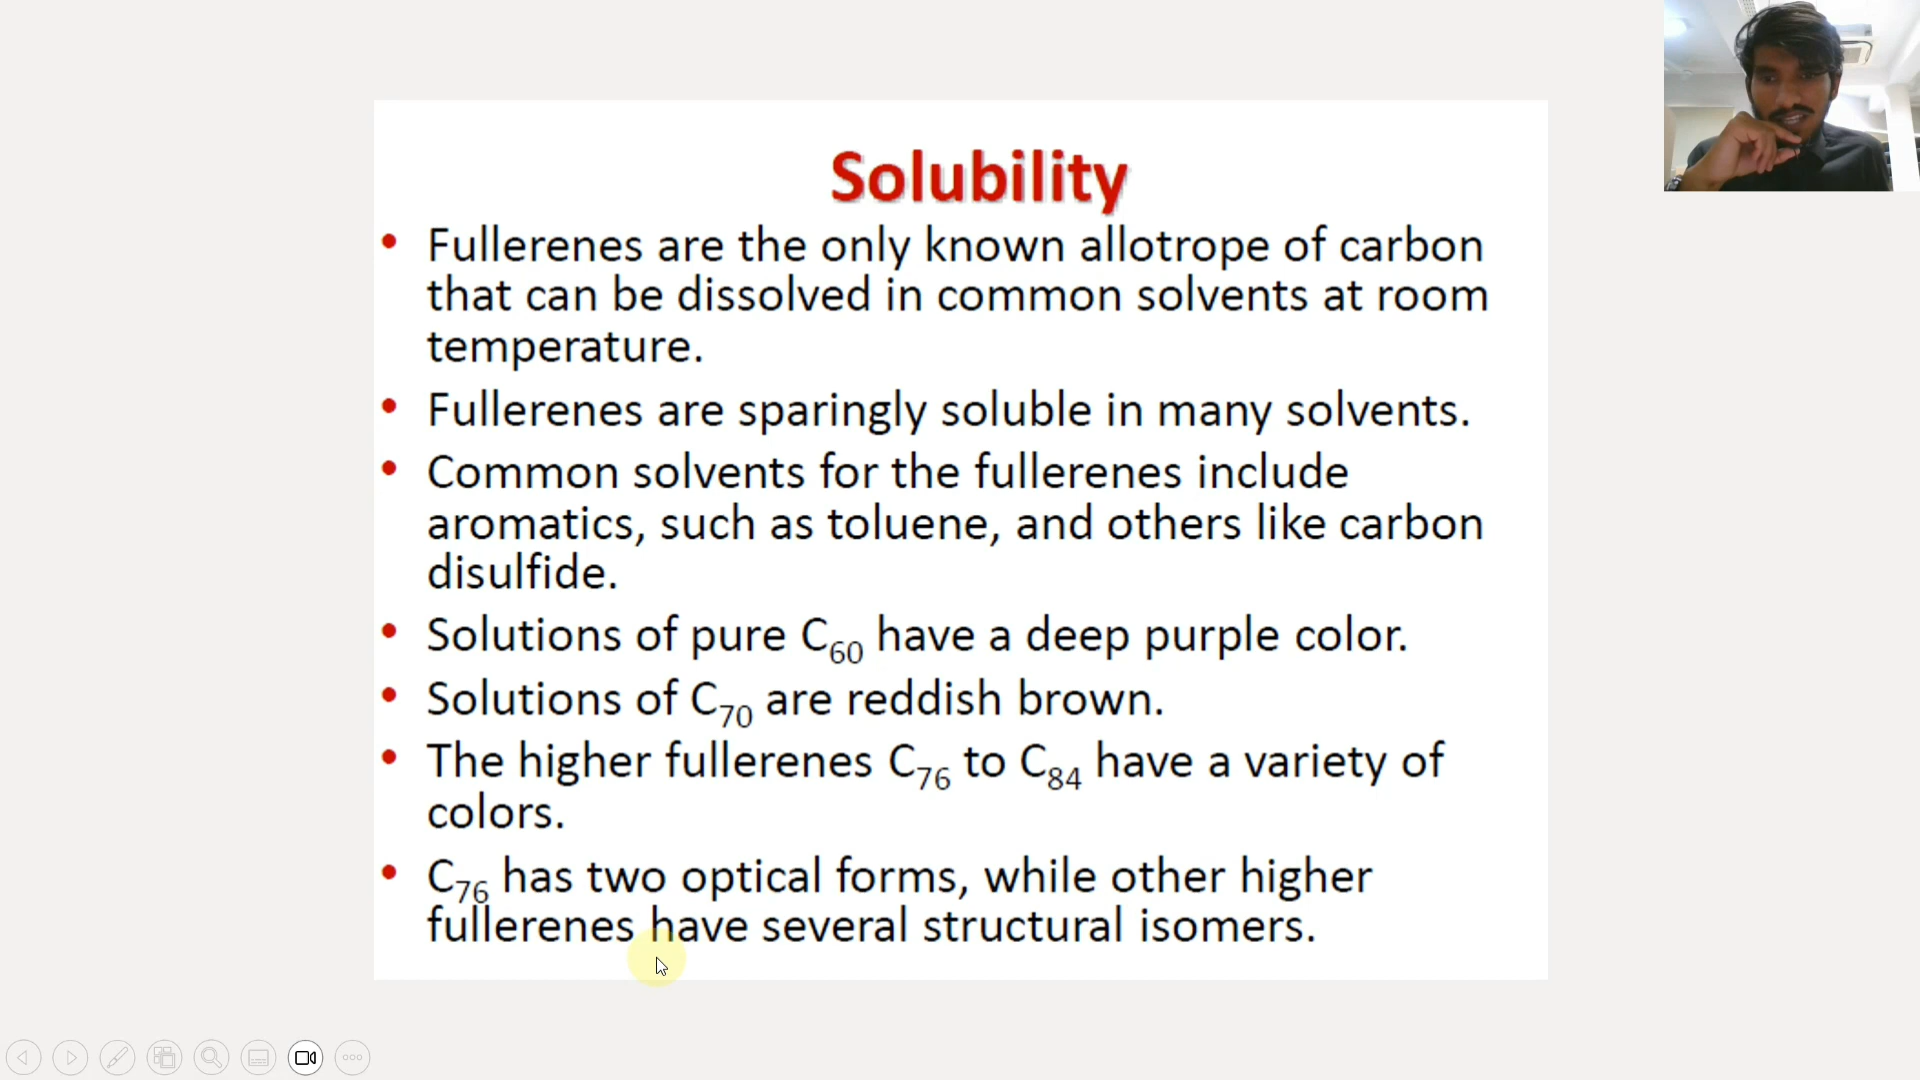 Solubility
• Fullerenes are the only known allotrope of carbon
that can be dissolved in common solvents at room
temperature.
• Fullerenes are sparingly soluble in many solvents.
• Common solvents for the fullerenes include
aromatics, such as toluene, and others like carbon
disulfide.
• Solutions of pure C₆₀ have a deep purple color.
• Solutions of C₇₀ are reddish brown.
• The higher fullerenes C₇₆ to C₈₄ have a variety of
colors.
• C₇₆ has two optical forms, while other higher
fullerenes have several structural isomers.